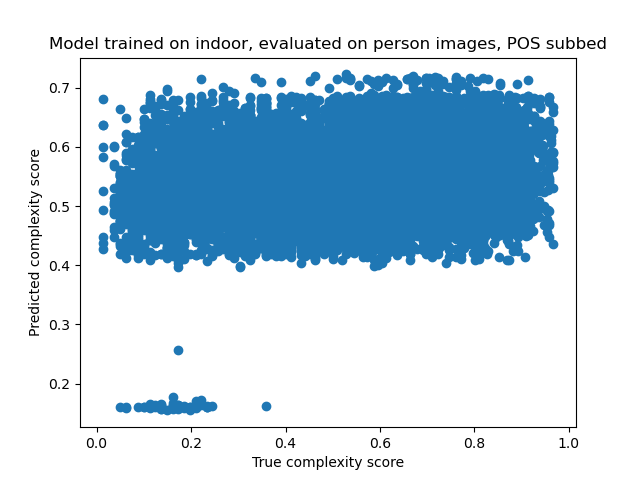 Model trained on indoor, evaluated on person images, POS subbed
0.7
0.6
0.5
0.4
0.3
0.2
Predicted complexity score
0.0 0.2 0.4 0.6 0.8 1.0
True complexity score